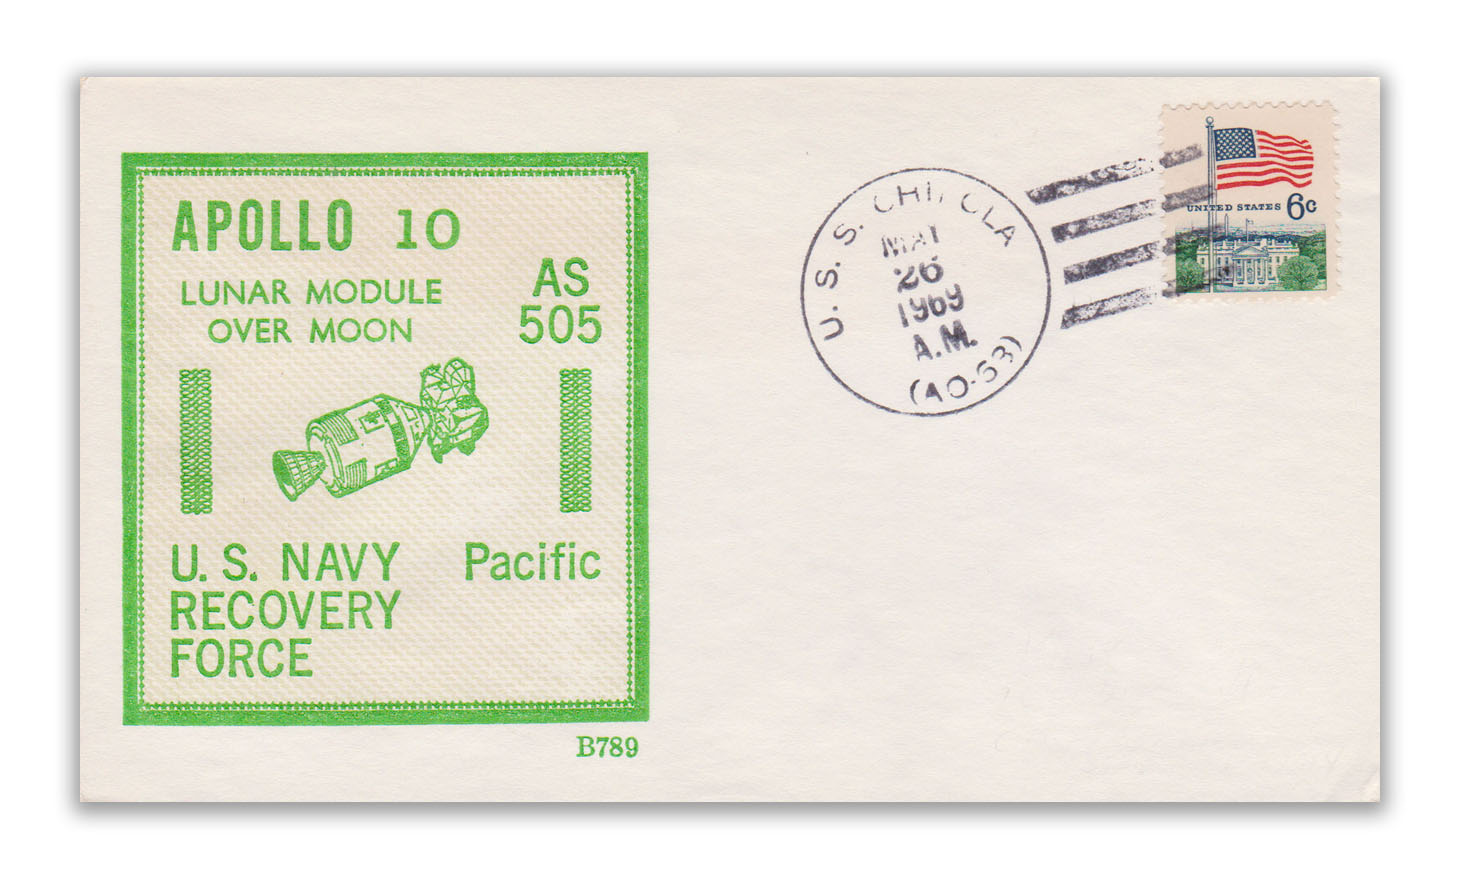 APOLLO 10
LUNAR MODULE
OVER MOON
AS
505
U. S. NAVY
RECOVERY
FORCE
Pacific
B789
U. S. S. CHIPOLA
MAY
26
1969
A.M.
(AO-63)
UNITED STATES 6c